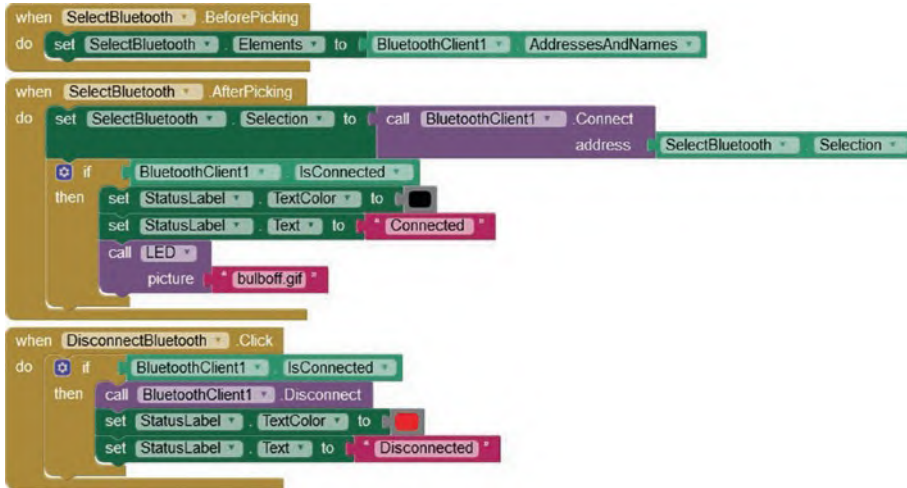 when SelectBluetooth .BeforePicking
do set SelectBluetooth . Elements to BluetoothClient1 . AddressesAndNames
when SelectBluetooth .AfterPicking
do set SelectBluetooth . Selection to call BluetoothClient1 .Connect
address SelectBluetooth . Selection
if BluetoothClient1 . IsConnected
then set StatusLabel . TextColor to
set StatusLabel . Text to " Connected "
call LED
picture " bulboff.gif "
when DisconnectBluetooth .Click
do if BluetoothClient1 . IsConnected
then call BluetoothClient1 .Disconnect
set StatusLabel . TextColor to
set StatusLabel . Text to " Disconnected "